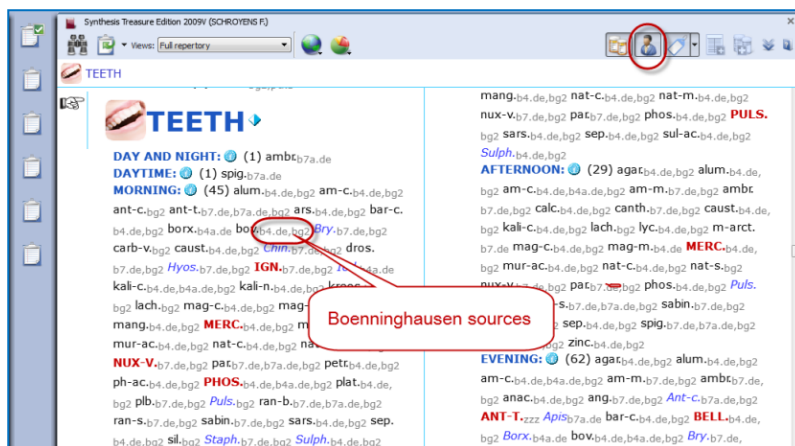 Synthesis Treasure Edition 2009V (SCHROYENS F.)
Views: Full repertory
TEETH
TEETH
DAY AND NIGHT: (1) ambr.b7a.de
DAYTIME: (1) spig.b7a.de
MORNING: (45) alum.b4.de,bg2 am-c.b4.de,bg2
ant-c.bg2 ant-t.b7.de,b7a.de,bg2 ars.b4.de,bg2 bar-c.
b4.de,bg2 borx.b4a.de bov.b4.de,bg2 Bry.b7.de,bg2
carb-v.bg2 caust.b4.de,bg2 Chin.b7.de,bg2 dros.
b7.de,bg2 Hyos.b7.de,bg2 IGN.b7.de,bg2
kali-c.b4.de,b4a.de,bg2 kali-n.b4.de,bg2
bg2 lach.bg2 mag-c.b4.de,bg2
mang.b4.de,bg2 MERC.b4.de,bg2
mur-ac.b4.de,bg2 nat-c.b4.de,bg2
NUX-V.b7.de,bg2 par.b7.de,b7a.de,bg2 petr.b4.de,bg2
ph-ac.b4.de,bg2 PHOS.b4.de,b4a.de,bg2 plat.b4.de,
bg2 plb.b7.de,bg2 Puls.bg2 ran-b.b7.de,b7a.de,bg2
ran-s.b7.de,bg2 sabin.b7.de,bg2 sars.b4.de,bg2 sep.
b4.de,bg2 sil.bg2 Staph.b7.de,bg2 Sulph.b4.de,bg2
Boenninghausen sources
mang.b4.de,bg2 nat-c.b4.de,bg2 nat-m.b4.de,bg2
nux-v.b7.de,bg2 par.b7.de,bg2 phos.b4.de,bg2 PULS.
bg2 sars.b4.de,bg2 sep.b4.de,bg2 sul-ac.b4.de,bg2
Sulph.b4.de,bg2
AFTERNOON: (29) agar.b4.de,bg2 alum.b4.de,
bg2 am-c.b4.de,b4a.de,bg2 am-m.b7.de,bg2 ambr.
b7.de,bg2 calc.b4.de,bg2 canth.b7.de,bg2 caust.b4.de,
bg2 kali-c.b4.de,bg2 lach.bg2 lyc.b4.de,bg2 m-arct.
b7.de mag-c.b4.de,bg2 mag-m.b4.de MERC.b4.de,
bg2 mur-ac.b4.de,bg2 nat-c.b4.de,bg2 nat-s.bg2
nux-v.b7.de,bg2 par.b7.de,bg2 phos.b4.de,bg2 Puls.
s.b7.de,b7a.de,bg2 sabin.b7.de,bg2
sep.b4.de,bg2 spig.b7.de,b7a.de,bg2
bg2 zinc.b4.de,bg2
EVENING: (62) agar.b4.de,bg2 alum.b4.de,bg2
am-c.b4.de,b4a.de,bg2 am-m.b7.de,bg2 ambr.b7.de,
bg2 anac.b4.de,bg2 ang.b7.de,bg2 Ant-c.b7a.de,bg2
ANT-T.zzz Apisb7a.de bar-c.b4.de,bg2 BELL.b4.de,
bg2 Borx.b4a.de bov.b4.de,b4a.de,bg2 Bry.b7.de,